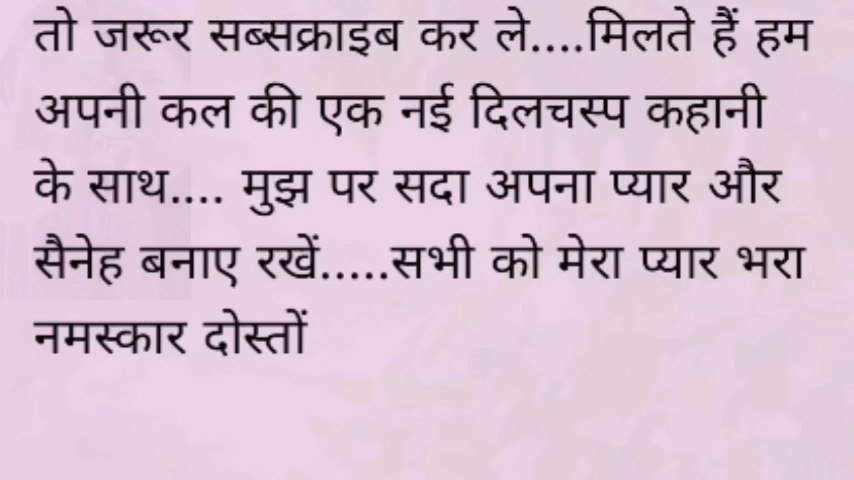 तो जरूर सब्सक्राइब कर ले....मिलते हैं हम
अपनी कल की एक नई दिलचस्प कहानी
के साथ.... मुझ पर सदा अपना प्यार और
सैनेह बनाए रखें.....सभी को मेरा प्यार भरा
नमस्कार दोस्तों